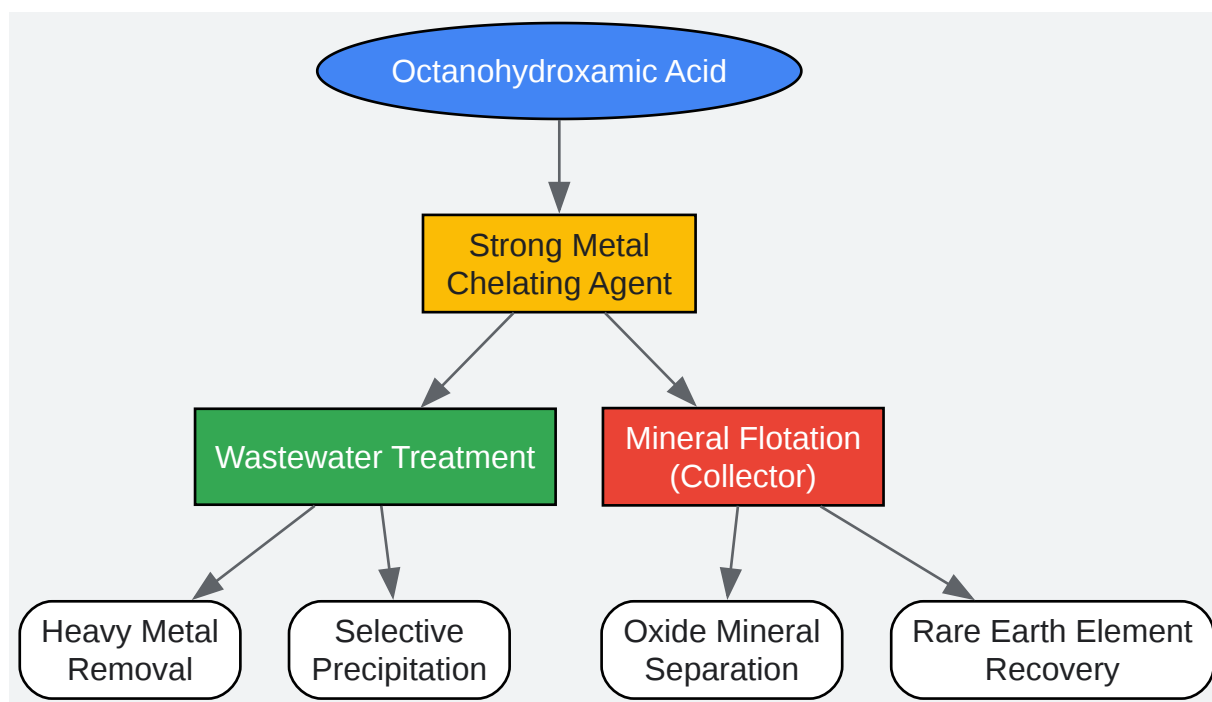 Octanohydroxamic Acid
Strong Metal
Chelating Agent
Wastewater Treatment
Mineral Flotation
(Collector)
Heavy Metal
Removal
Selective
Precipitation
Oxide Mineral
Separation
Rare Earth Element
Recovery